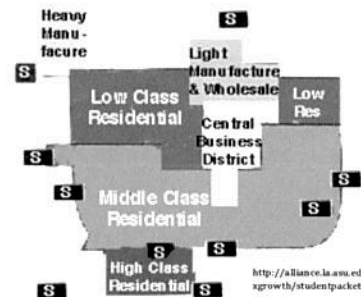 Heavy
Manu-
facure
S
S
Light
Manufacture
& Wholesale
Low Class
Residential
Low
Res
Central
Business
District
S
S
S
Middle Class
Residential
S
S
S
High Class
Residential
S
S
http://alliance.la.asu.ed
xgrowth/studentpacket